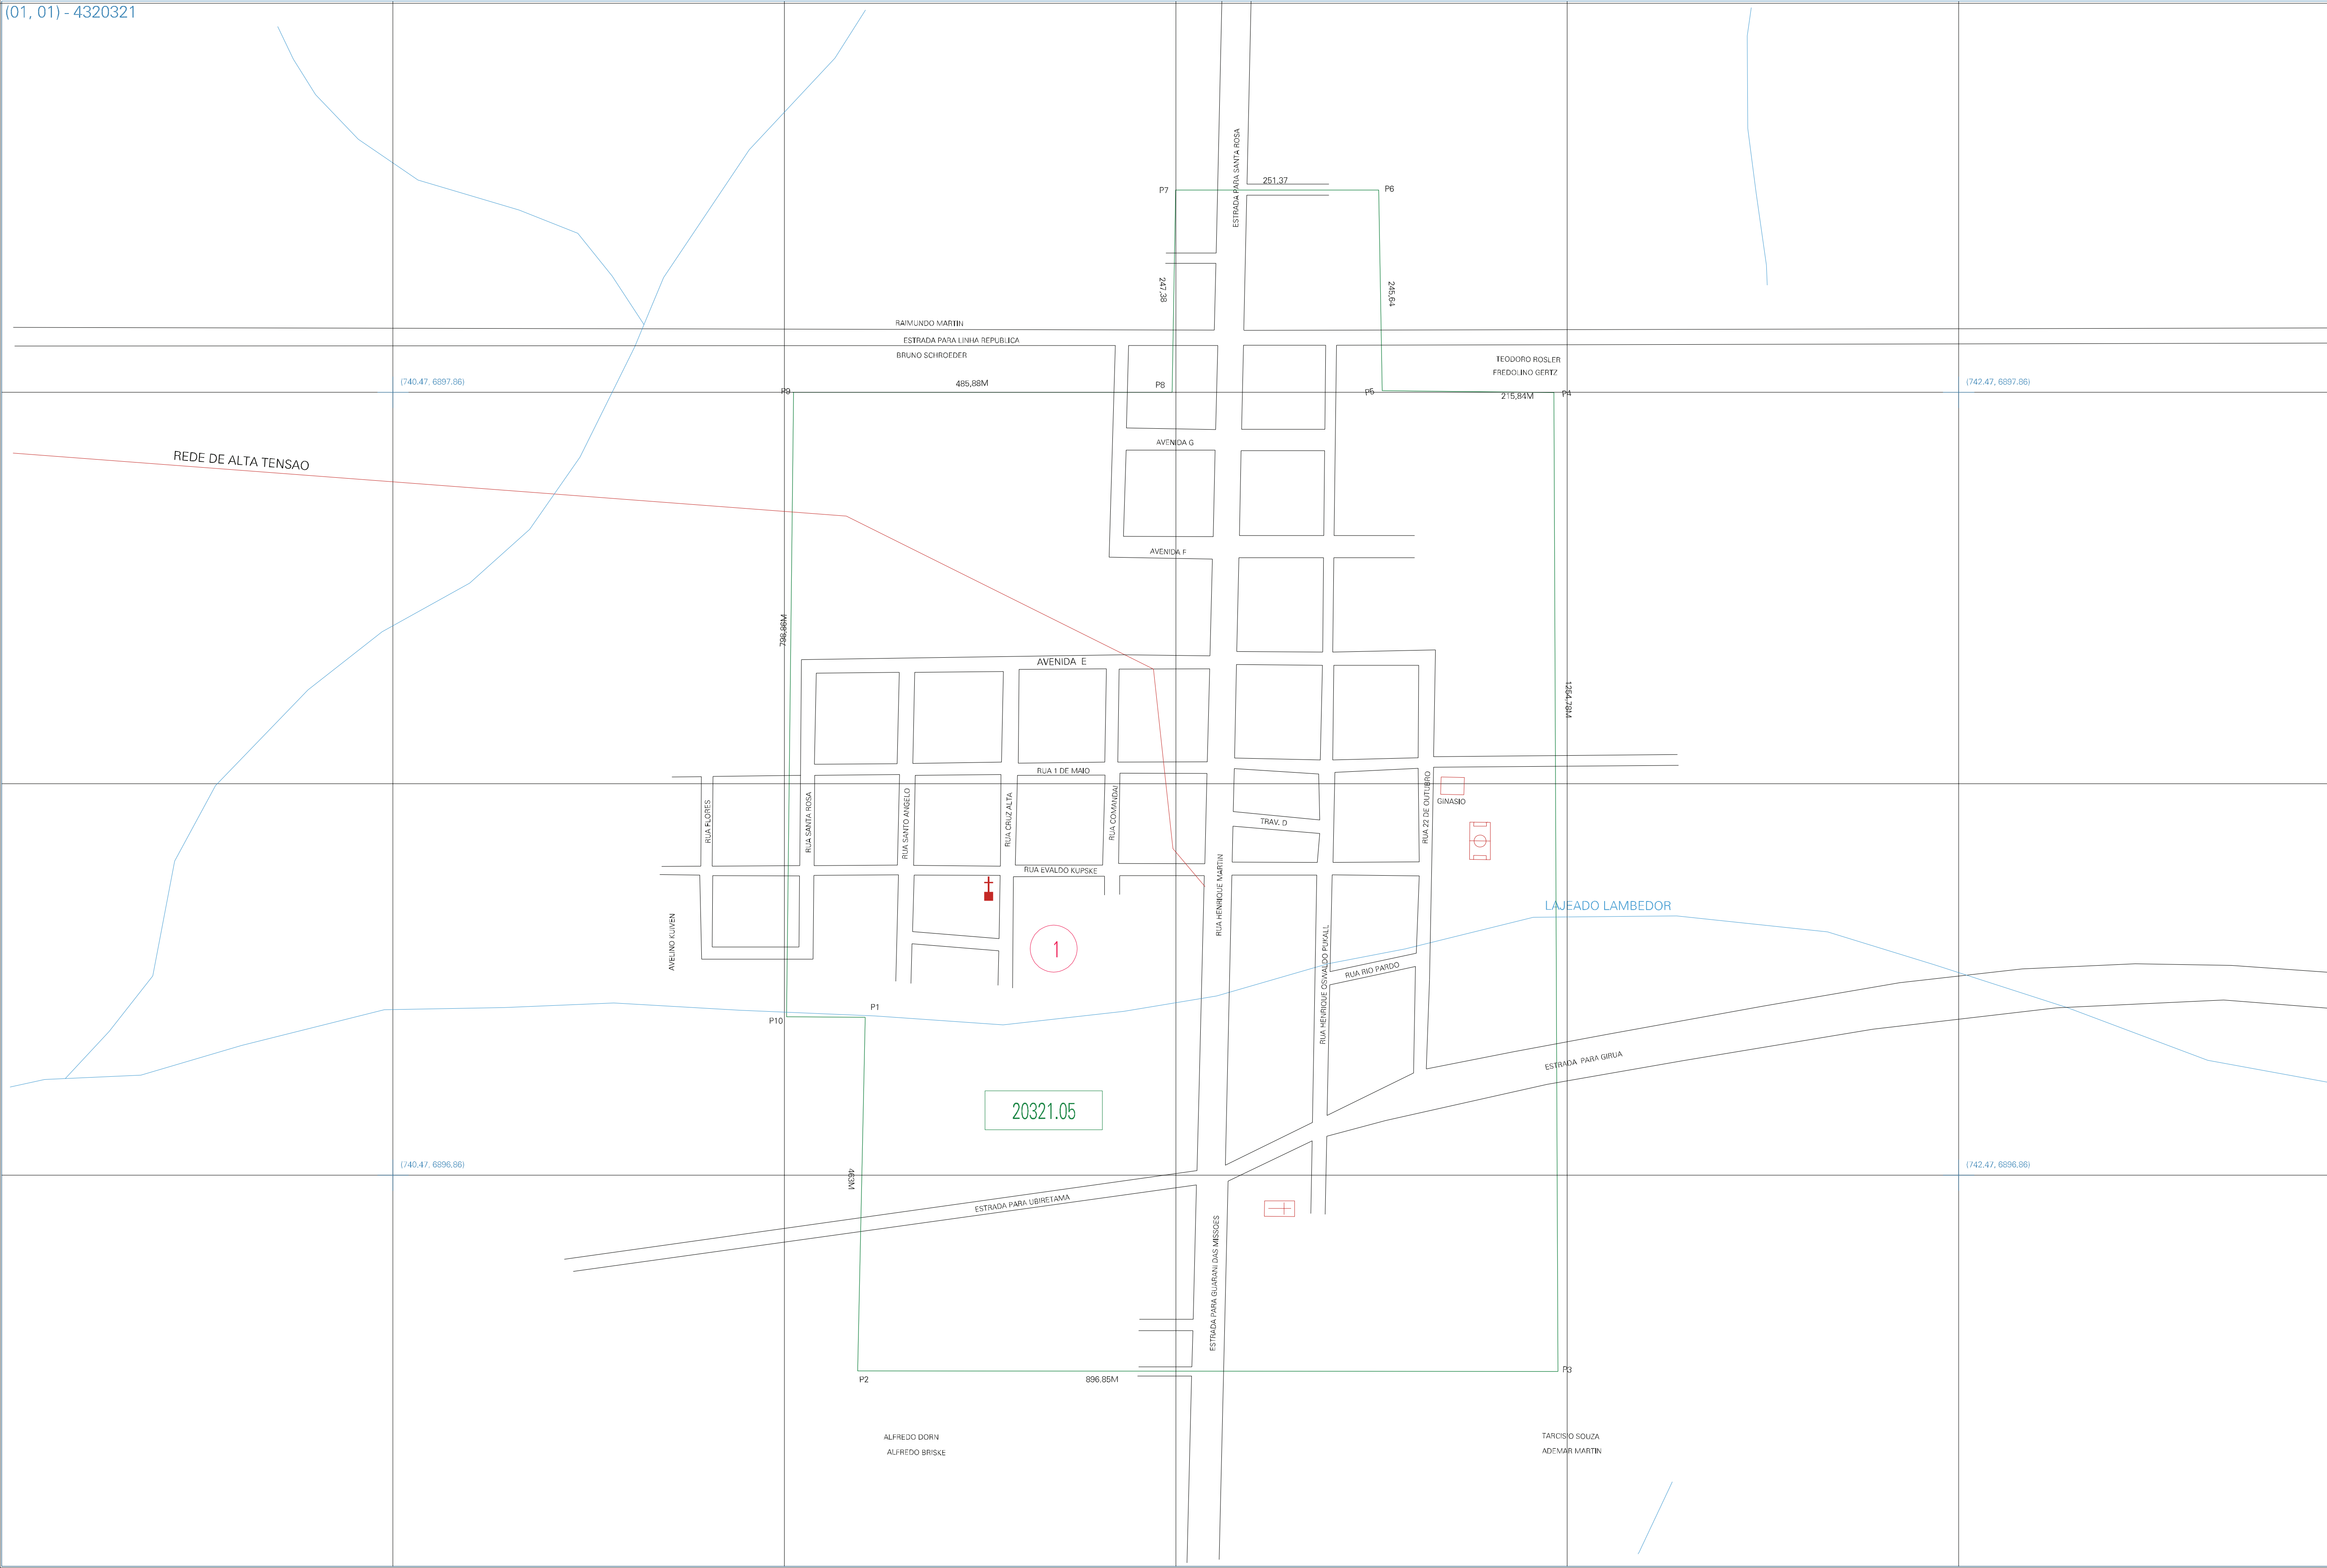 (01, 01) - 4320321
ESTRADA PARA SANTA ROSA
P7
251,37
P6
247,38
245,64
RAIMUNDO MARTIN
ESTRADA PARA LINHA REPUBLICA
BRUNO SCHROEDER
TEODORO ROSLER
FREDOLINO GERTZ
(740.47, 6897.86)
(742.47, 6897.86)
P9
485,88M
P8
P5
215,84M
P4
REDE DE ALTA TENSAO
AVENIDA G
AVENIDA F
798,86M
AVENIDA E
1254,78M
RUA 1 DE MAIO
RUA FLORES
RUA SANTA ROSA
RUA SANTO ANGELO
RUA CRUZ ALTA
RUA COMANDAI
TRAV. D
RUA 22 DE OUTUBRO
GINASIO
RUA EVALDO KUPSKE
RUA HENRIQUE MARTIN
LAJEADO LAMBEDOR
AVELINO KUIVEN
1
RUA HENRIQUE OSWALDO PUKALL
RUA RIO PARDO
P1
P10
ESTRADA PARA GIRUA
20321.05
(740.47, 6896.86)
(742.47, 6896.86)
463M
ESTRADA PARA UBIRETAMA
ESTRADA PARA GUARANI DAS MISSOES
P2
896,85M
P3
ALFREDO DORN
ALFREDO BRISKE
TARCISIO SOUZA
ADEMAR MARTIN